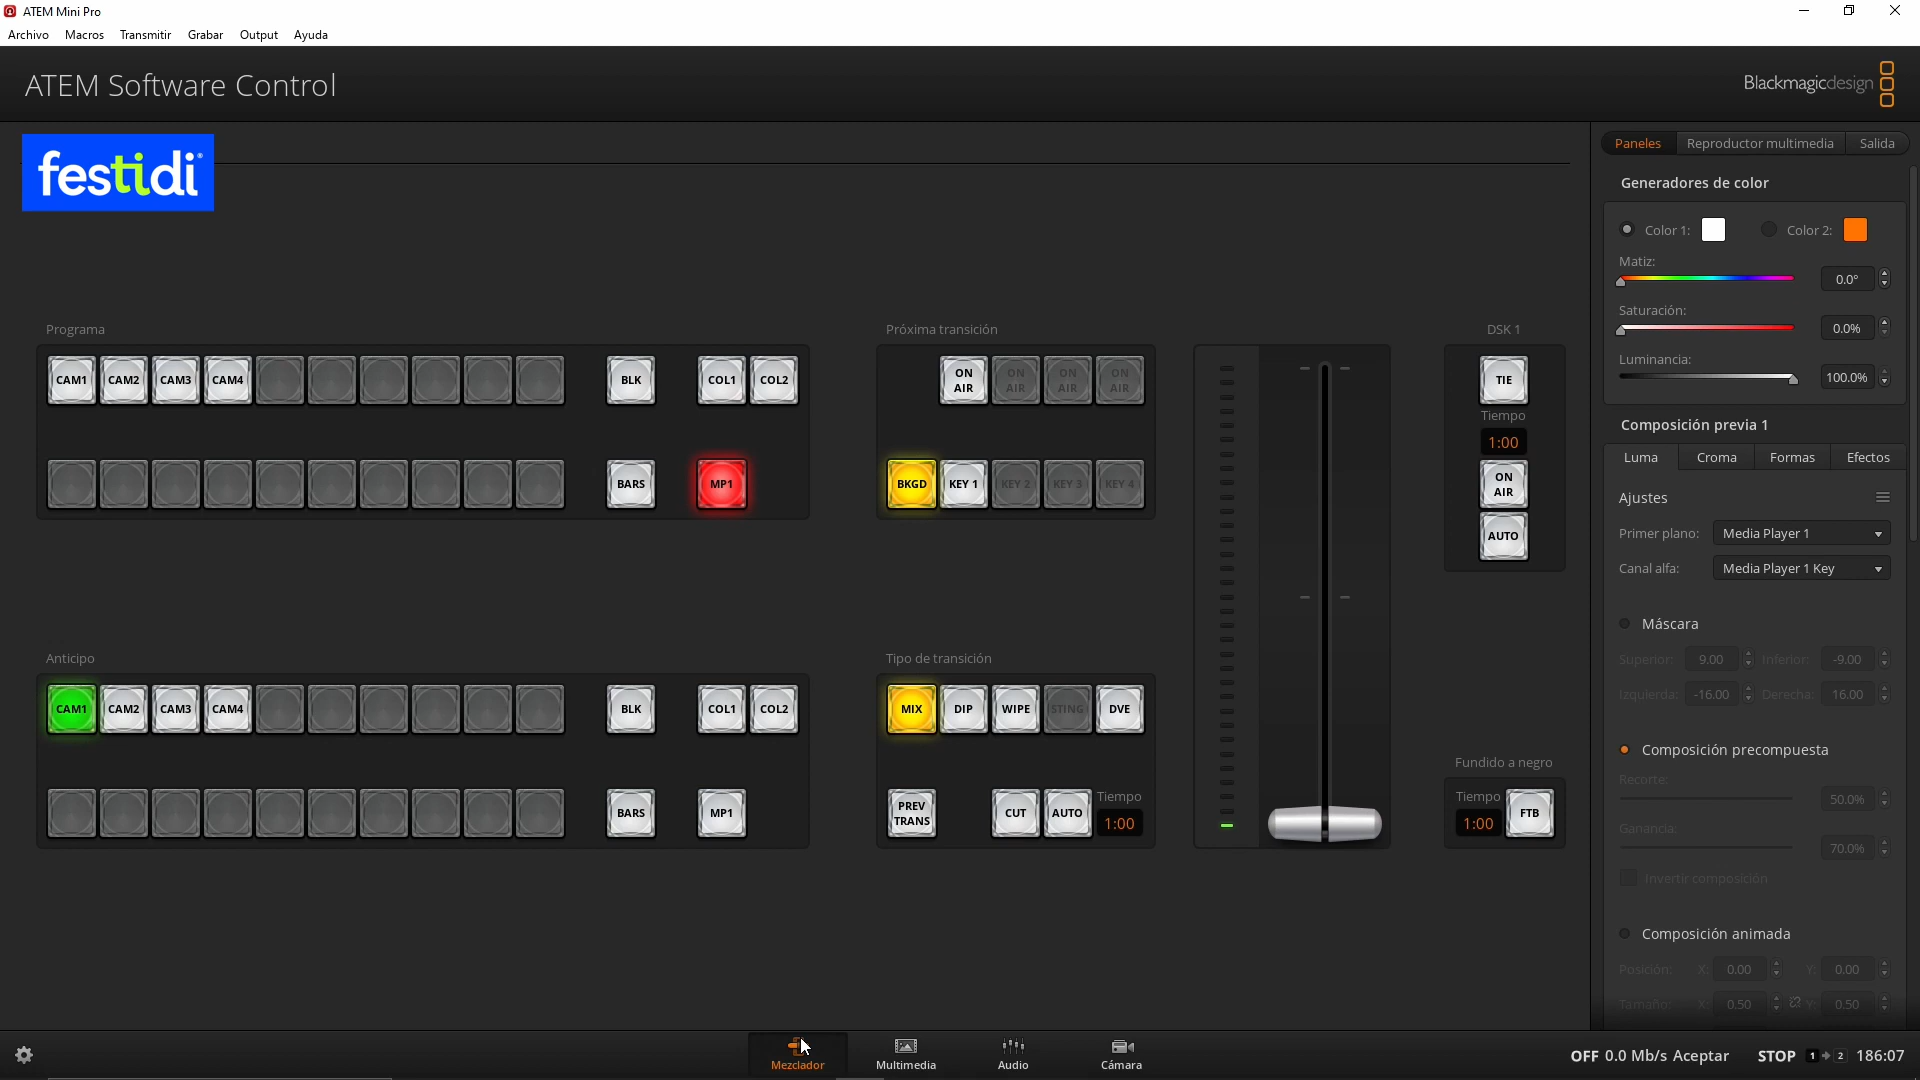 ATEM Mini Pro
Archivo Macros Transmitir Grabar Output Ayuda
ATEM Software Control
Blackmagicdesign
festidi®
Paneles Reproductor multimedia Salida
Generadores de color
Color 1: Color 2:
Matiz:
0.0°
Saturación:
0.0%
Luminancia:
100.0%
Programa
CAM1 CAM2 CAM3 CAM4 BLK COL1 COL2
BARS MP1
Próxima transición
ON AIR ON AIR ON AIR ON AIR
BKGD KEY 1 KEY 2 KEY 3 KEY 4
DSK 1
TIE
Tiempo
1:00
ON AIR
AUTO
Composición previa 1
Luma Croma Formas Efectos
Ajustes
Primer plano: Media Player 1
Canal alfa: Media Player 1 Key
Máscara
Superior: 9.00 Inferior: -9.00
Izquierda: -16.00 Derecha: 16.00
Composición precompuesta
Recorte:
50.0%
Ganancia:
70.0%
Invertir composición
Composición animada
Posición: X: 0.00 Y: 0.00
Tamaño: X: 0.50 Y: 0.50
Anticipo
CAM1 CAM2 CAM3 CAM4 BLK COL1 COL2
BARS MP1
Tipo de transición
MIX DIP WIPE STING DVE
PREV TRANS CUT AUTO Tiempo 1:00
Fundido a negro
Tiempo 1:00 FTB
Mezclador Multimedia Audio Cámara
OFF 0.0 Mb/s Aceptar STOP 1 2 186:07